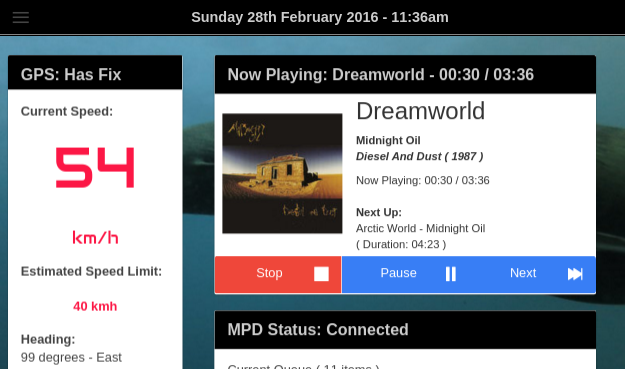 Sunday 28th February 2016 - 11:36am
GPS: Has Fix
Current Speed:
54
km/h
Estimated Speed Limit:
40 kmh
Heading:
99 degrees - East
Now Playing: Dreamworld - 00:30 / 03:36
Dreamworld
Midnight Oil
Diesel And Dust ( 1987 )
Now Playing: 00:30 / 03:36
Next Up:
Arctic World - Midnight Oil
( Duration: 04:23 )
Stop
Pause
Next
MPD Status: Connected
Current Queue ( 11 items )